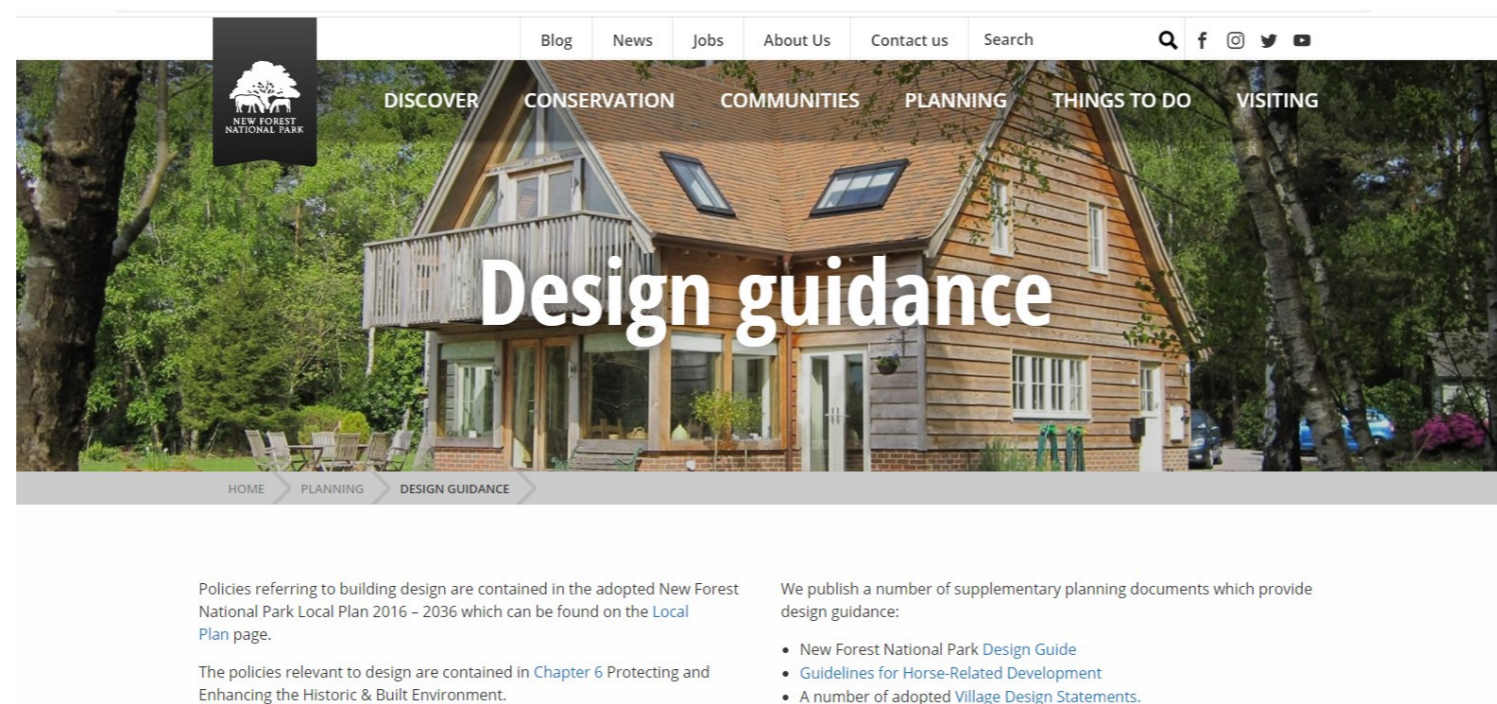 Blog News Jobs About Us Contact us Search
NEW FOREST
NATIONAL PARK
DISCOVER CONSERVATION COMMUNITIES PLANNING THINGS TO DO VISITING
Design guidance
HOME PLANNING DESIGN GUIDANCE
Policies referring to building design are contained in the adopted New Forest
National Park Local Plan 2016 – 2036 which can be found on the Local
Plan page.
The policies relevant to design are contained in Chapter 6 Protecting and
Enhancing the Historic & Built Environment.
We publish a number of supplementary planning documents which provide
design guidance:
• New Forest National Park Design Guide
• Guidelines for Horse-Related Development
• A number of adopted Village Design Statements.